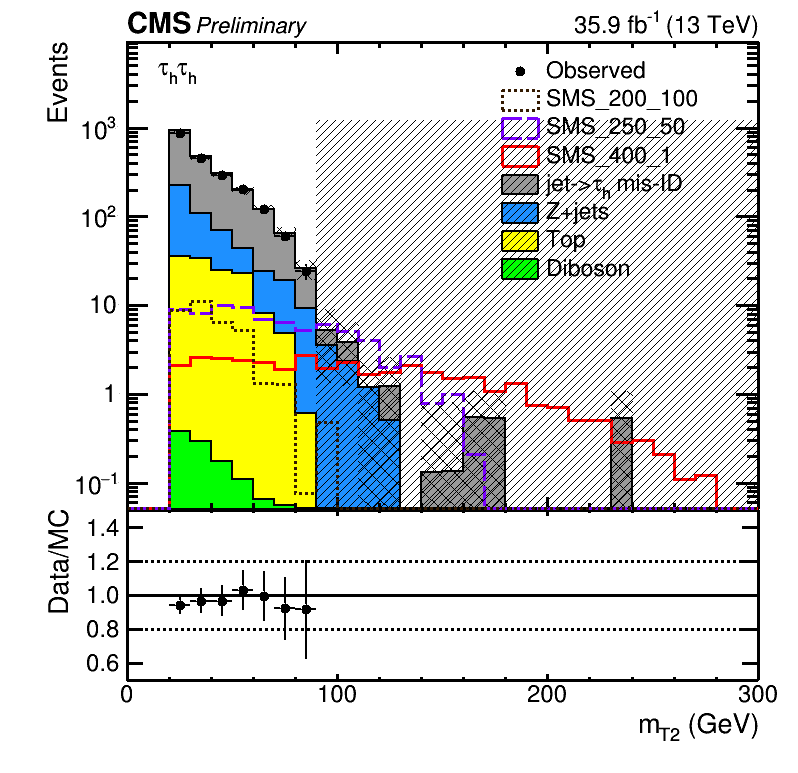 CMS Preliminary 35.9 fb⁻¹ (13 TeV)
Events
τₕτₕ
Observed
SMS_200_100
SMS_250_50
SMS_400_1
jet->τₕ mis-ID
Z+jets
Top
Diboson
10³
10²
10
1
10⁻¹
Data/MC
1.4
1.2
1.0
0.8
0.6
0 100 200 300
m_T2 (GeV)